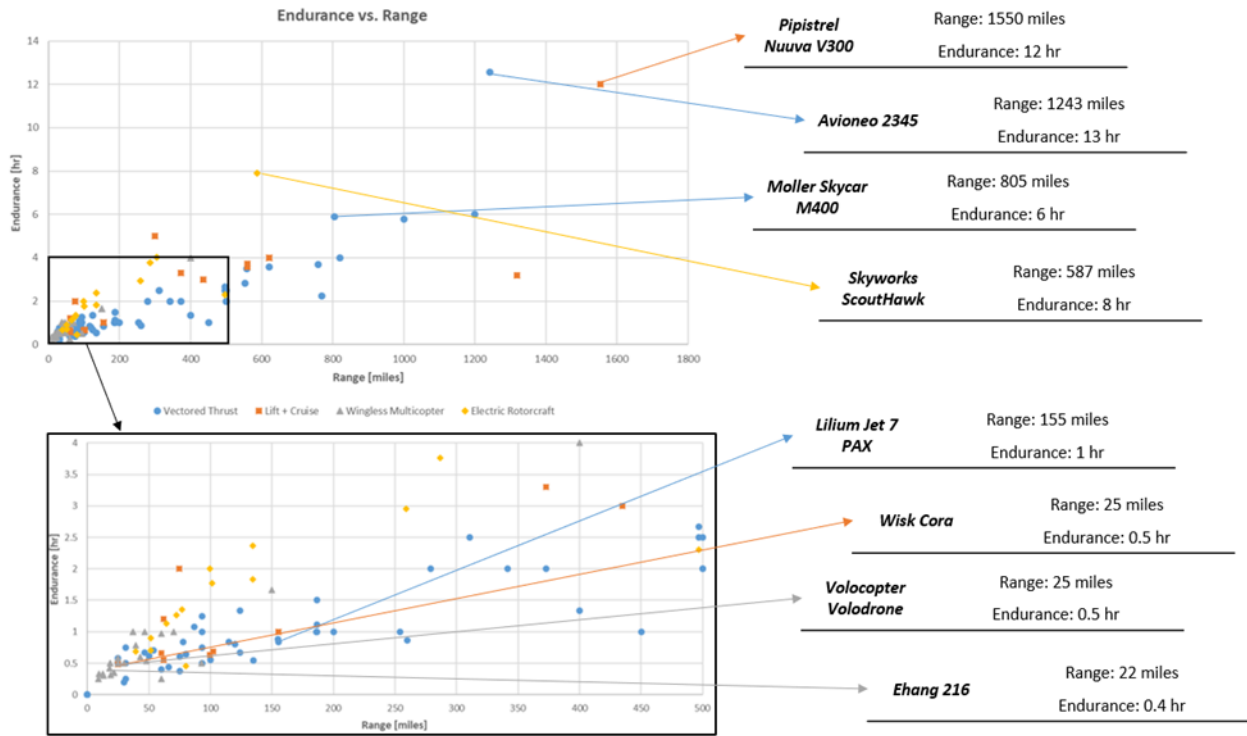 Endurance vs. Range
14
12
10
8
6
4
2
0
Endurance [hr]
0 200 400 600 800 1000 1200 1400 1600 1800
Range [miles]
Vectored Thrust Lift + Cruise Wingless Multicopter Electric Rotorcraft
Pipistrel
Nuuva V300
Range: 1550 miles
Endurance: 12 hr
Avioneo 2345
Range: 1243 miles
Endurance: 13 hr
Moller Skycar
M400
Range: 805 miles
Endurance: 6 hr
Skyworks
ScoutHawk
Range: 587 miles
Endurance: 8 hr
4
3.5
3
2.5
2
1.5
1
0.5
0
Endurance [hr]
0 50 100 150 200 250 300 350 400 450 500
Range [miles]
Lilium Jet 7
PAX
Range: 155 miles
Endurance: 1 hr
Wisk Cora
Range: 25 miles
Endurance: 0.5 hr
Volocopter
Volodrone
Range: 25 miles
Endurance: 0.5 hr
Ehang 216
Range: 22 miles
Endurance: 0.4 hr